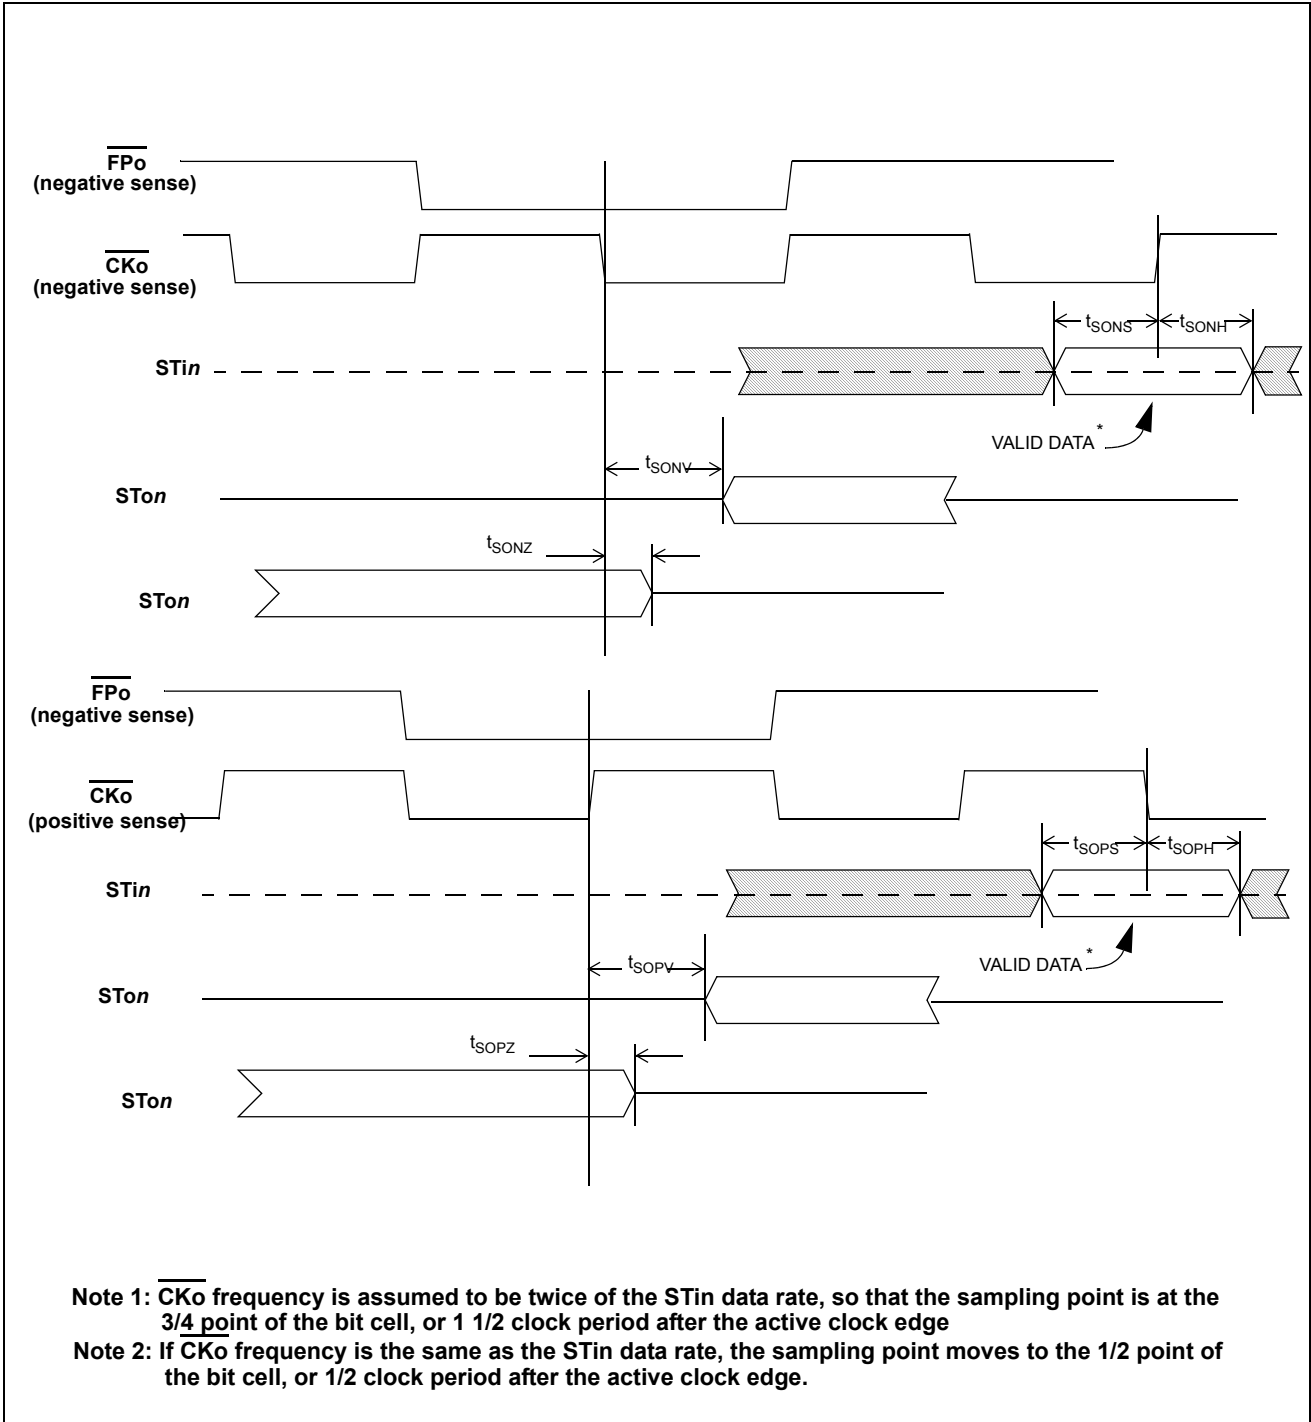 FPo
(negative sense)
CKo
(negative sense)
tSONS
tSONH
STin
VALID DATA*
tSONV
STon
tSONZ
STon
FPo
(negative sense)
CKo
(positive sense)
tSOPS
tSOPH
STin
VALID DATA*
tSOPV
STon
tSOPZ
STon
Note 1: CKo frequency is assumed to be twice of the STin data rate, so that the sampling point is at the
3/4 point of the bit cell, or 1 1/2 clock period after the active clock edge
Note 2: If CKo frequency is the same as the STin data rate, the sampling point moves to the 1/2 point of
the bit cell, or 1/2 clock period after the active clock edge.